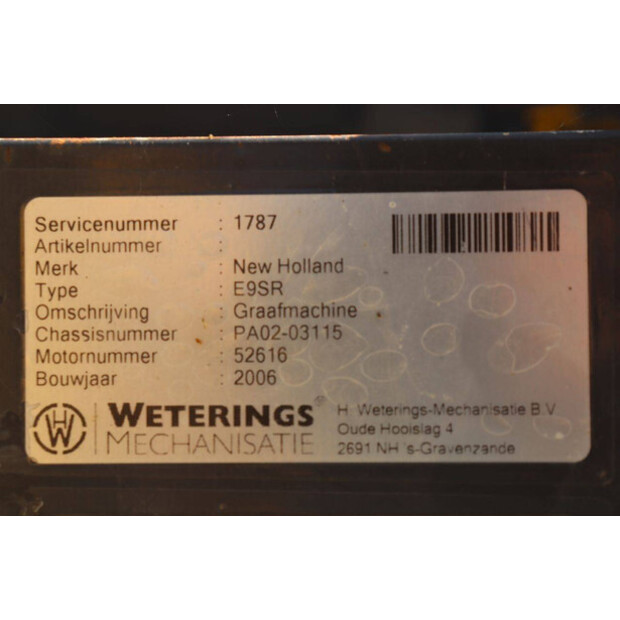 Servicenummer : 1787
Artikelnummer :
Merk : New Holland
Type : E9SR
Omschrijving : Graafmachine
Chassisnummer : PA02-03115
Motornummer : 52616
Bouwjaar : 2006
HW
WETERINGS®
MECHANISATIE
H. Weterings-Mechanisatie B.V.
Oude Hooislag 4
2691 NH 's-Gravenzande